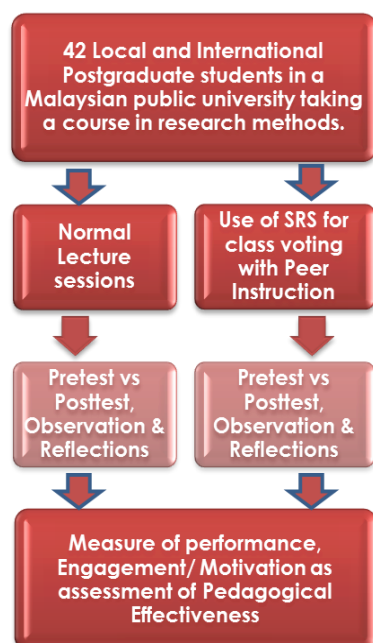 42 Local and International
Postgraduate students in a
Malaysian public university taking
a course in research methods.
Normal
Lecture
sessions
Use of SRS for
class voting
with Peer
Instruction
Pretest vs
Posttest,
Observation &
Reflections
Pretest vs
Posttest,
Observation &
Reflections
Measure of performance,
Engagement/ Motivation as
assessment of Pedagogical
Effectiveness